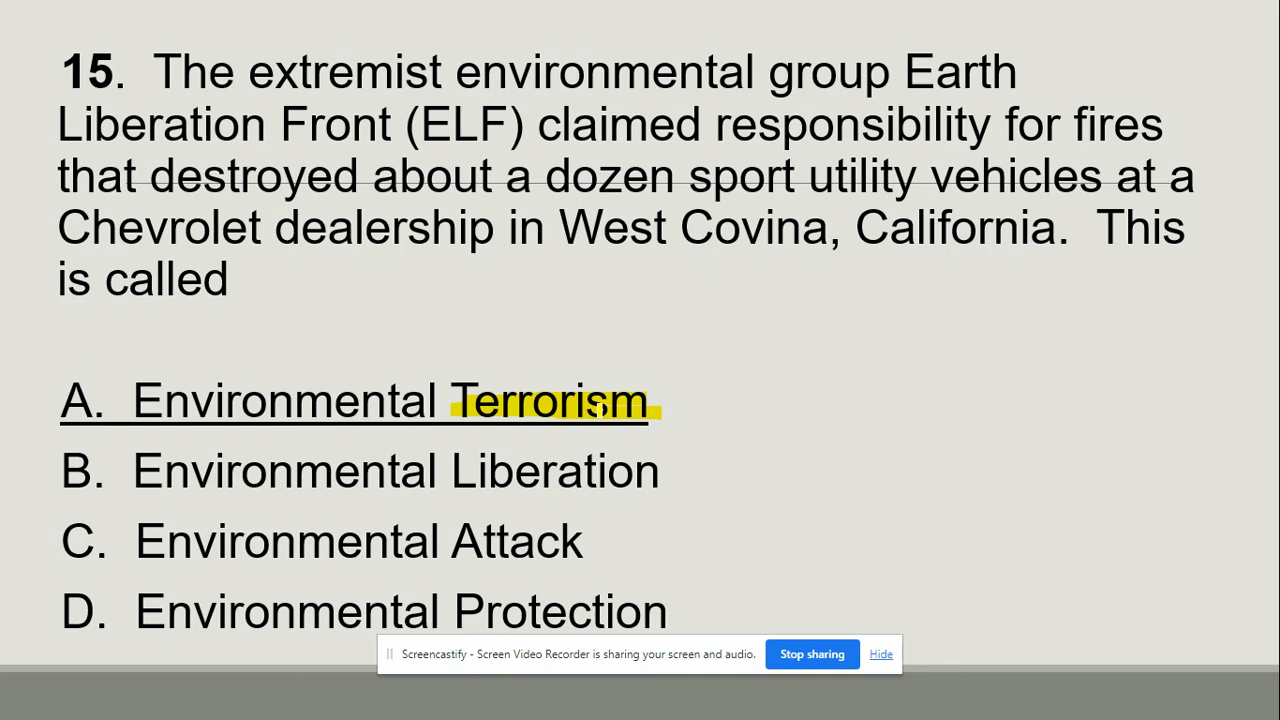 15.  The extremist environmental group Earth
Liberation Front (ELF) claimed responsibility for fires
that destroyed about a dozen sport utility vehicles at a
Chevrolet dealership in West Covina, California.  This
is called
A.  Environmental Terrorism
B.  Environmental Liberation
C.  Environmental Attack
D.  Environmental Protection
Screencastify - Screen Video Recorder is sharing your screen and audio. Stop sharing Hide